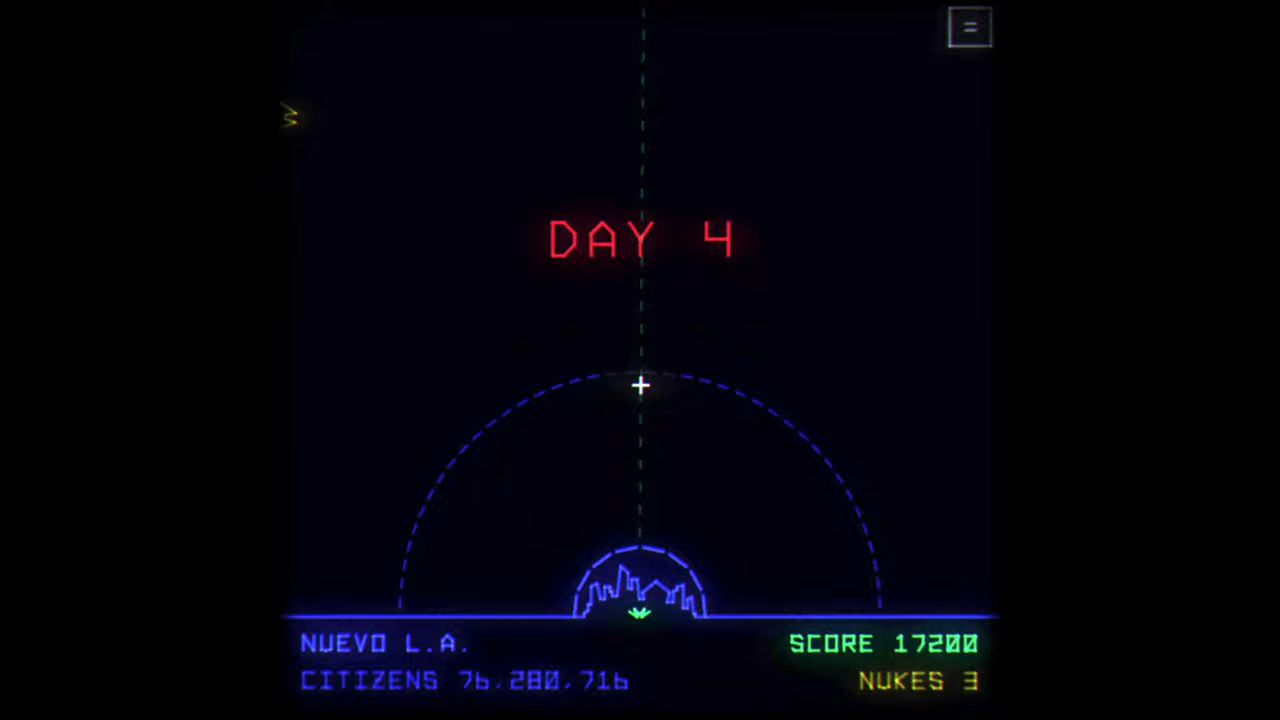 DAY 4
NUEVO L.A.
SCORE 17200
CITIZENS 76,280,716
NUKES 3